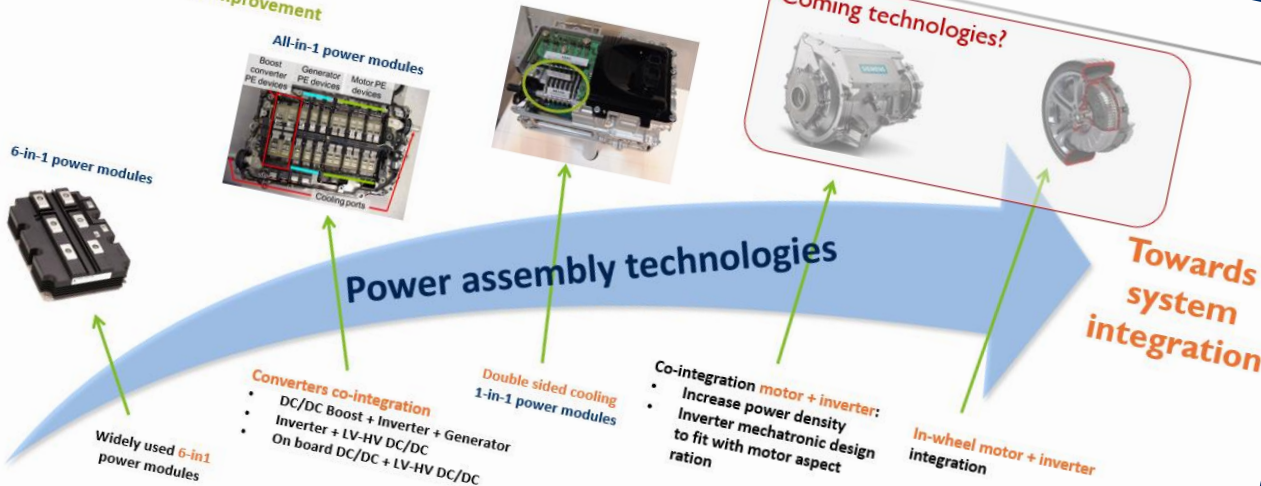 All-in-1 power modules
Boost
converter
PE devices
Generator
PE devices
Motor PE
devices
Cooling ports
6-in-1 power modules
Coming technologies?
SIEMENS
Power assembly technologies
Towards
system
integration
Widely used 6-in1
power modules
Converters co-integration
• DC/DC Boost + Inverter + Generator
• Inverter + LV-HV DC/DC
• On board DC/DC + LV-HV DC/DC
Double sided cooling
1-in-1 power modules
Co-integration motor + inverter:
• Increase power density
• Inverter mechatronic design
to fit with motor aspect
ration
In-wheel motor + inverter
integration